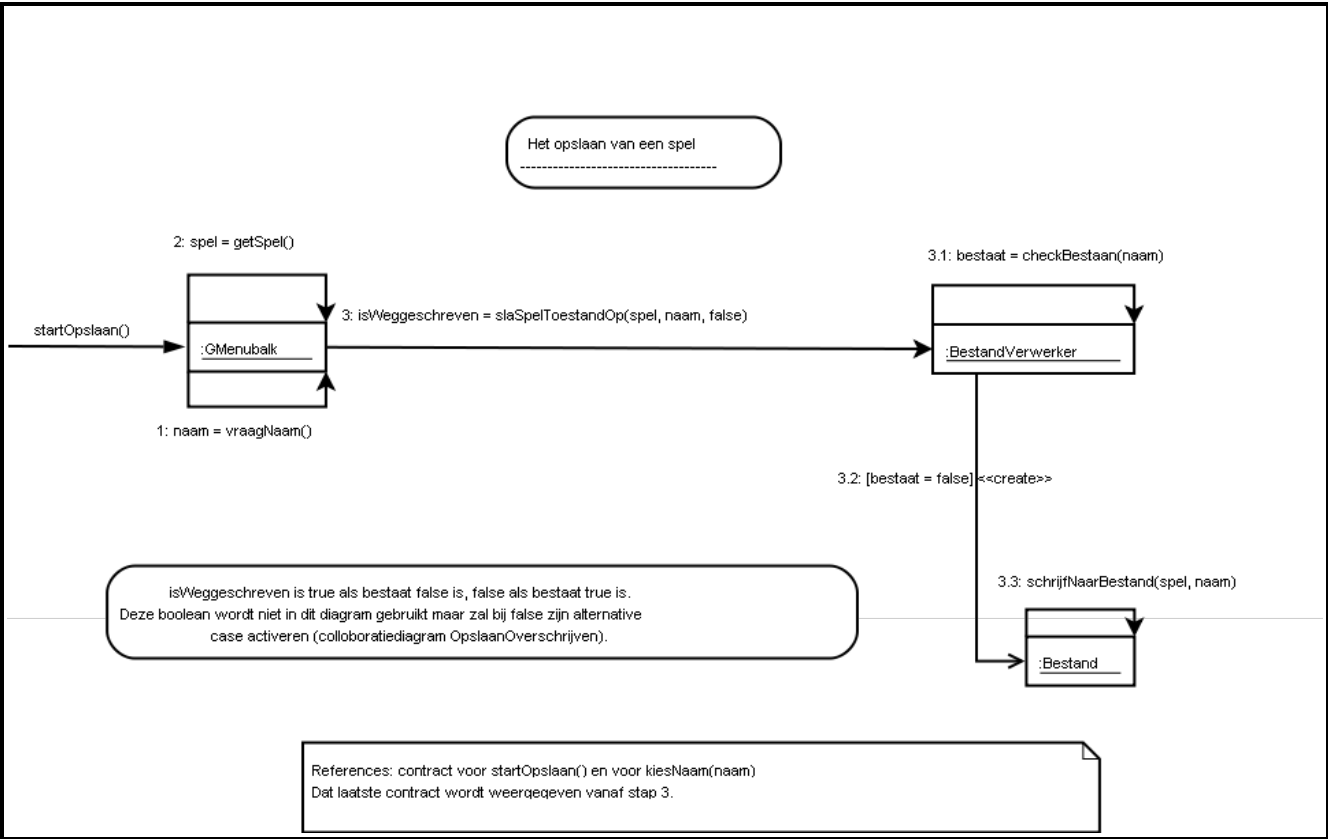 Het opslaan van een spel
------------------------------------
2: spel = getSpel()
3.1: bestaat = checkBestaan(naam)
startOpslaan()
3: isWeggeschreven = slaSpelToestandOp(spel, naam, false)
:GMenubalk
:BestandVerwerker
1: naam = vraagNaam()
3.2: [bestaat = false] <<create>>
3.3: schrijfNaarBestand(spel, naam)
:Bestand
isWeggeschreven is true als bestaat false is, false als bestaat true is.
Deze boolean wordt niet in dit diagram gebruikt maar zal bij false zijn alternative
case activeren (colloboratiediagram OpslaanOverschrijven).
References: contract voor startOpslaan() en voor kiesNaam(naam)
Dat laatste contract wordt weergegeven vanaf stap 3.